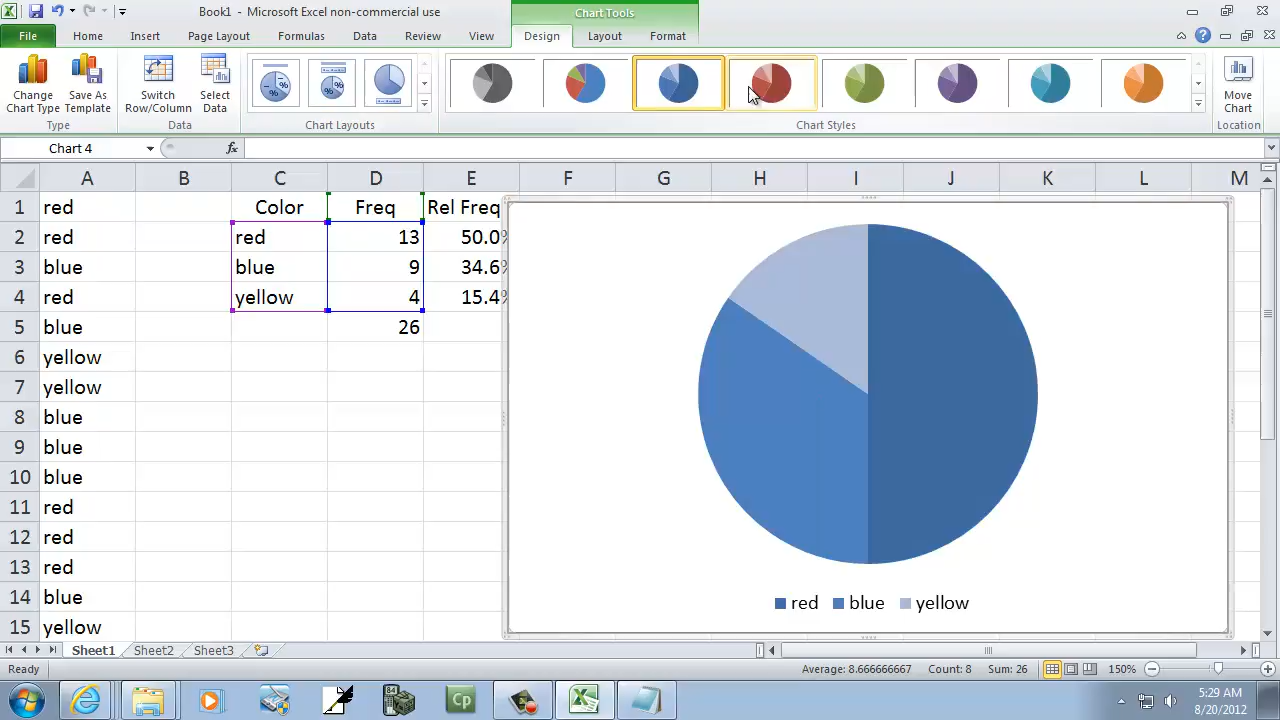 Book1 - Microsoft Excel non-commercial use
Chart Tools
File Home Insert Page Layout Formulas Data Review View Design Layout Format
Change Chart Type
Save As Template
Switch Row/Column
Select Data
Move Chart
Type Data Chart Layouts Chart Styles Location
Chart 4 fx
A B C D E F G H I J K L M
1 red Color Freq Rel Freq
2 red red 13 50.0%
3 blue blue 9 34.6%
4 red yellow 4 15.4%
5 blue 26
6 yellow
7 yellow
8 blue
9 blue
10 blue
11 red
12 red
13 red
14 blue
15 yellow
red blue yellow
Sheet1 Sheet2 Sheet3
Ready Average: 8.666666667 Count: 8 Sum: 26 150%
Cp
5:29 AM
8/20/2012